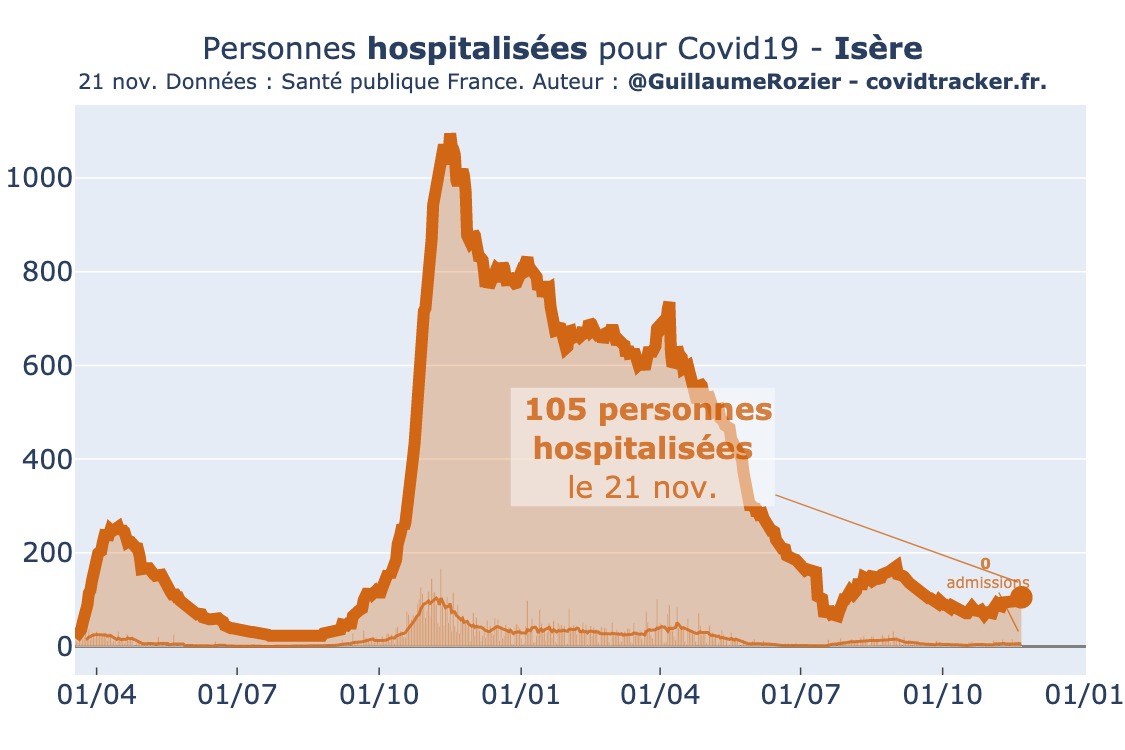 Personnes hospitalisées pour Covid19 - Isère
21 nov. Données : Santé publique France. Auteur : @GuillaumeRozier - covidtracker.fr.
1000
800
600
400
200
0
105 personnes
hospitalisées
le 21 nov.
0
admissions
01/04
01/07
01/10
01/01
01/04
01/07
01/10
01/01